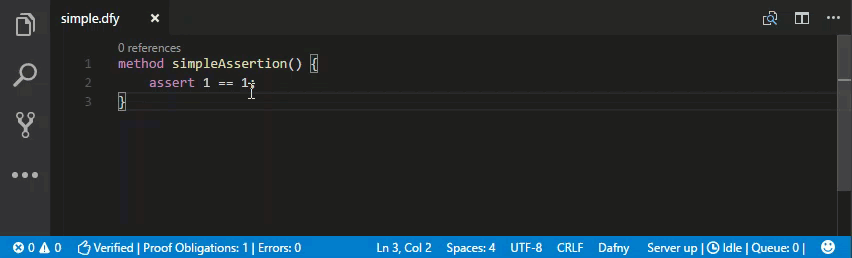 simple.dfy ×
0 references
1 method simpleAssertion() {
2 assert 1 == 1;
3 }
0 0 Verified | Proof Obligations: 1 | Errors: 0 Ln 3, Col 2 Spaces: 4 UTF-8 CRLF Dafny Server up | Idle | Queue: 0 |